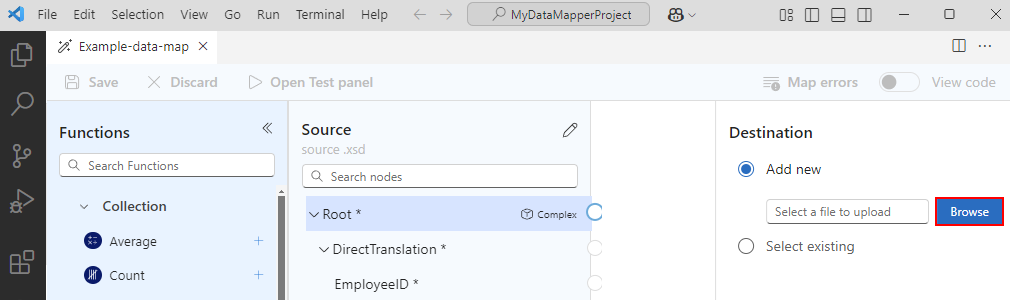 File Edit Selection View Go Run Terminal Help MyDataMapperProject
Example-data-map
Save Discard Open Test panel Map errors View code
Functions
Search Functions
Collection
Average
Count
Source
source .xsd
Search nodes
Root * Complex
DirectTranslation *
EmployeeID *
Destination
Add new
Select a file to upload Browse
Select existing